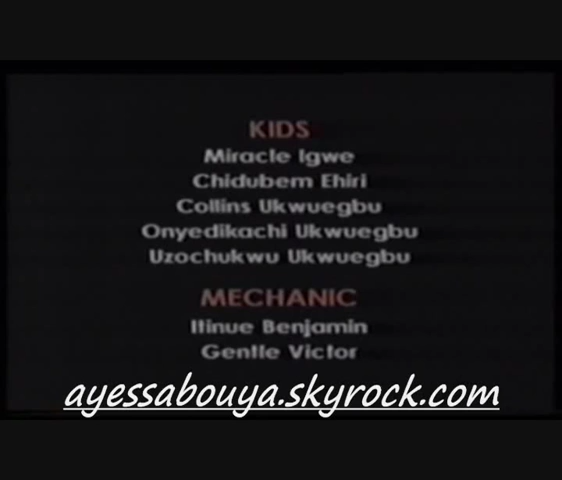 KIDS
Miracle Igwe
Chidubem Ehiri
Collins Ukwuegbu
Onyedikachi Ukwuegbu
Uzochukwu Ukwuegbu
MECHANIC
Itinue Benjamin
Gentle Victor
ayessabouya.skyrock.com